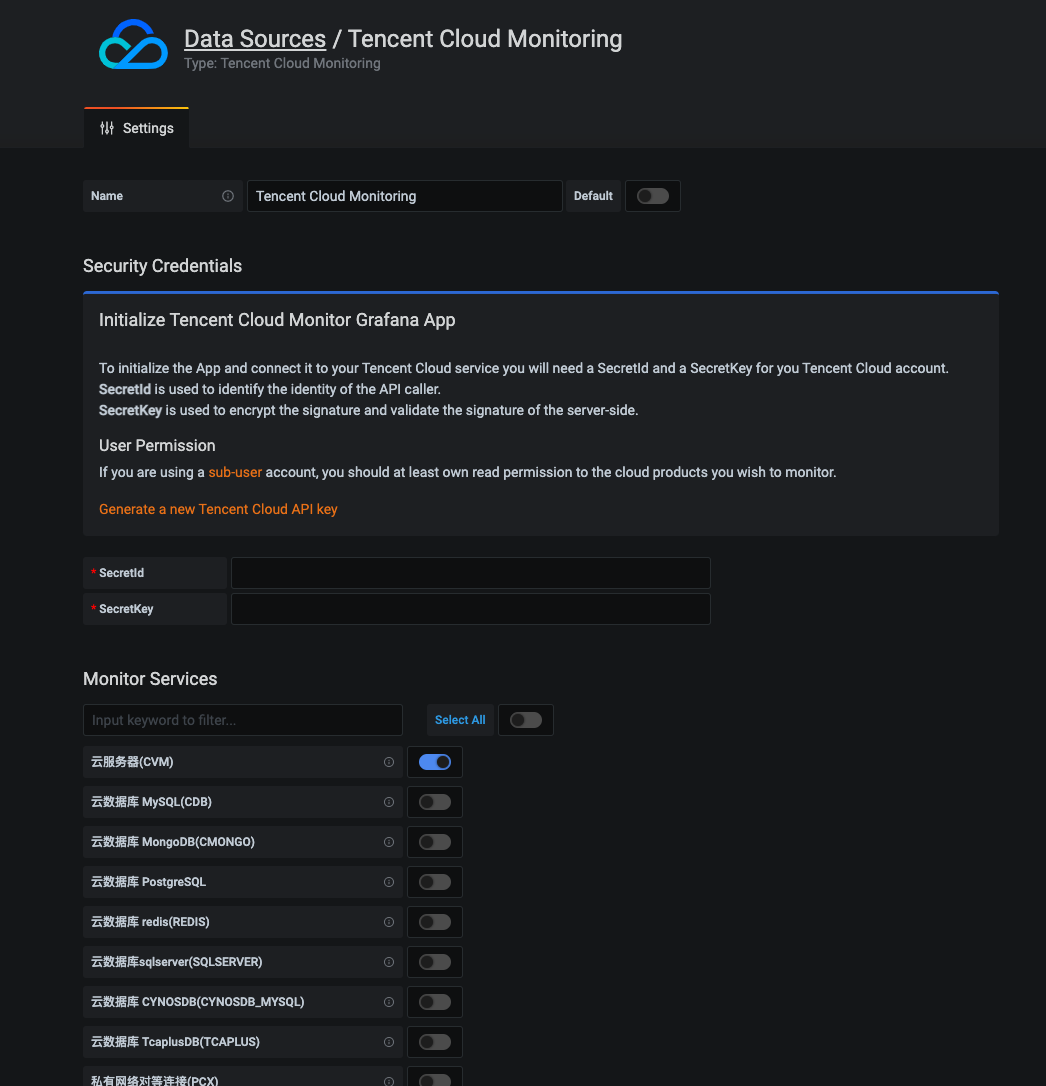 Data Sources / Tencent Cloud Monitoring
Type: Tencent Cloud Monitoring
Settings
Name
Tencent Cloud Monitoring
Default
Security Credentials
Initialize Tencent Cloud Monitor Grafana App
To initialize the App and connect it to your Tencent Cloud service you will need a SecretId and a SecretKey for you Tencent Cloud account.
SecretId is used to identify the identity of the API caller.
SecretKey is used to encrypt the signature and validate the signature of the server-side.
User Permission
If you are using a sub-user account, you should at least own read permission to the cloud products you wish to monitor.
Generate a new Tencent Cloud API key
* SecretId
* SecretKey
Monitor Services
Input keyword to filter...
Select All
云服务器(CVM)
云数据库 MySQL(CDB)
云数据库 MongoDB(CMONGO)
云数据库 PostgreSQL
云数据库 redis(REDIS)
云数据库sqlserver(SQLSERVER)
云数据库 CYNOSDB(CYNOSDB_MYSQL)
云数据库 TcaplusDB(TCAPLUS)
私有网络对等连接(PCX)